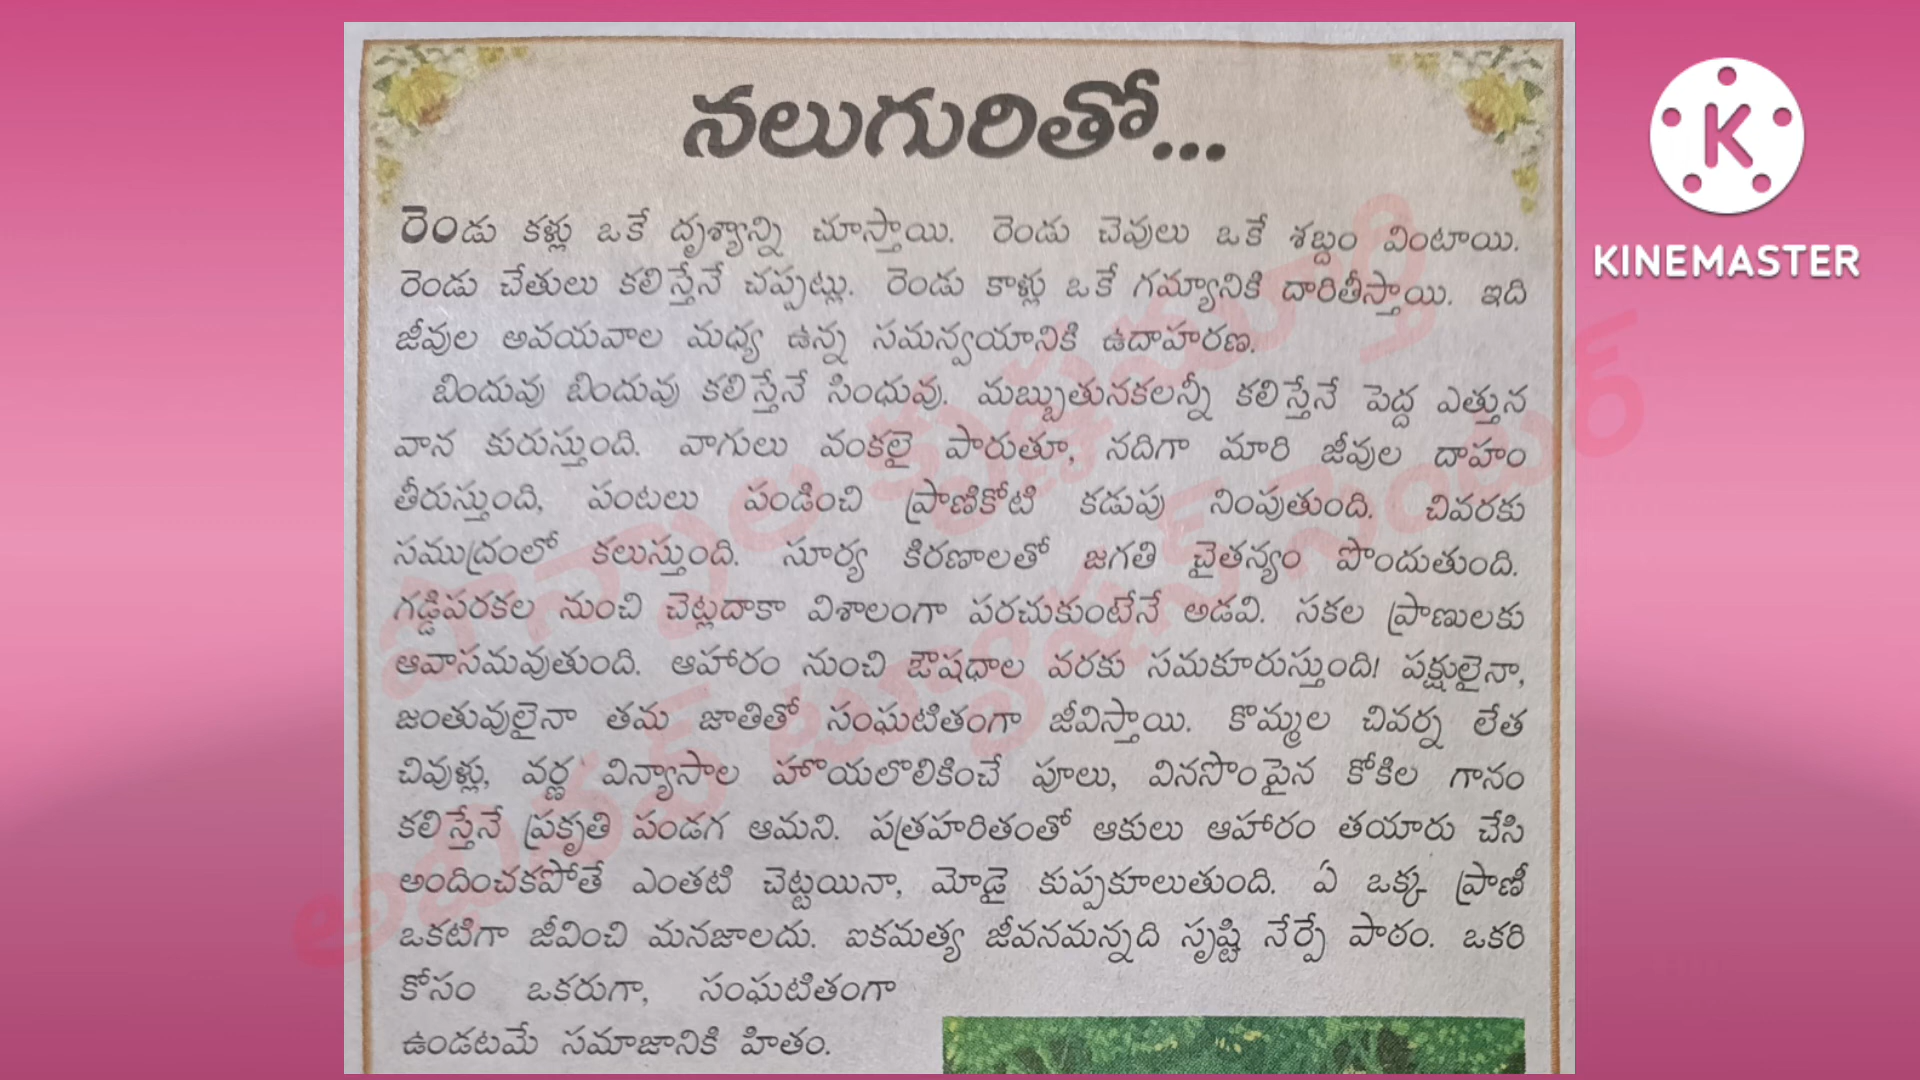 నలుగురితో...
రెండు కళ్లు ఒకే దృశ్యాన్ని చూస్తాయి. రెండు చెవులు ఒకే శబ్దం వింటాయి.
రెండు చేతులు కలిస్తేనే చప్పట్లు. రెండు కాళ్లు ఒకే గమ్యానికి దారితీస్తాయి. ఇది
జీవుల అవయవాల మధ్య ఉన్న సమన్వయానికి ఉదాహరణ.
బిందువు బిందువు కలిస్తేనే సింధువు. మబ్బుతునకలన్నీ కలిస్తేనే పెద్ద ఎత్తున
వాన కురుస్తుంది. వాగులు వంకలై పారుతూ, నదిగా మారి జీవుల దాహం
తీరుస్తుంది, పంటలు పండించి ప్రాణికోటి కడుపు నింపుతుంది. చివరకు
సముద్రంలో కలుస్తుంది. సూర్య కిరణాలతో జగతి చైతన్యం పొందుతుంది.
గడ్డిపరకల నుంచి చెట్లదాకా విశాలంగా పరచుకుంటేనే అడవి. సకల ప్రాణులకు
ఆవాసమవుతుంది. ఆహారం నుంచి ఔషధాల వరకు సమకూరుస్తుంది! పక్షులైనా,
జంతువులైనా తమ జాతితో సంఘటితంగా జీవిస్తాయి. కొమ్మల చివర్న లేత
చివుళ్లు, వర్ణ విన్యాసాల హొయలొలికించే పూలు, వినసొంపైన కోకిల గానం
కలిస్తేనే ప్రకృతి పండగ ఆమని. పత్రహరితంతో ఆకులు ఆహారం తయారు చేసి
అందించకపోతే ఎంతటి చెట్టయినా, మోడై కుప్పకూలుతుంది. ఏ ఒక్క ప్రాణీ
ఒకటిగా జీవించి మనజాలదు. ఐకమత్య జీవనమన్నది సృష్టి నేర్పే పాఠం. ఒకరి
కోసం ఒకరుగా, సంఘటితంగా
ఉండటమే సమాజానికి హితం.
KINEMASTER